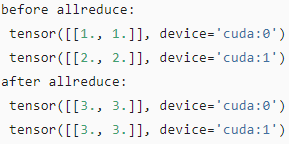 before allreduce:
 tensor([[1., 1.]], device='cuda:0')
 tensor([[2., 2.]], device='cuda:1')
after allreduce:
 tensor([[3., 3.]], device='cuda:0')
 tensor([[3., 3.]], device='cuda:1')